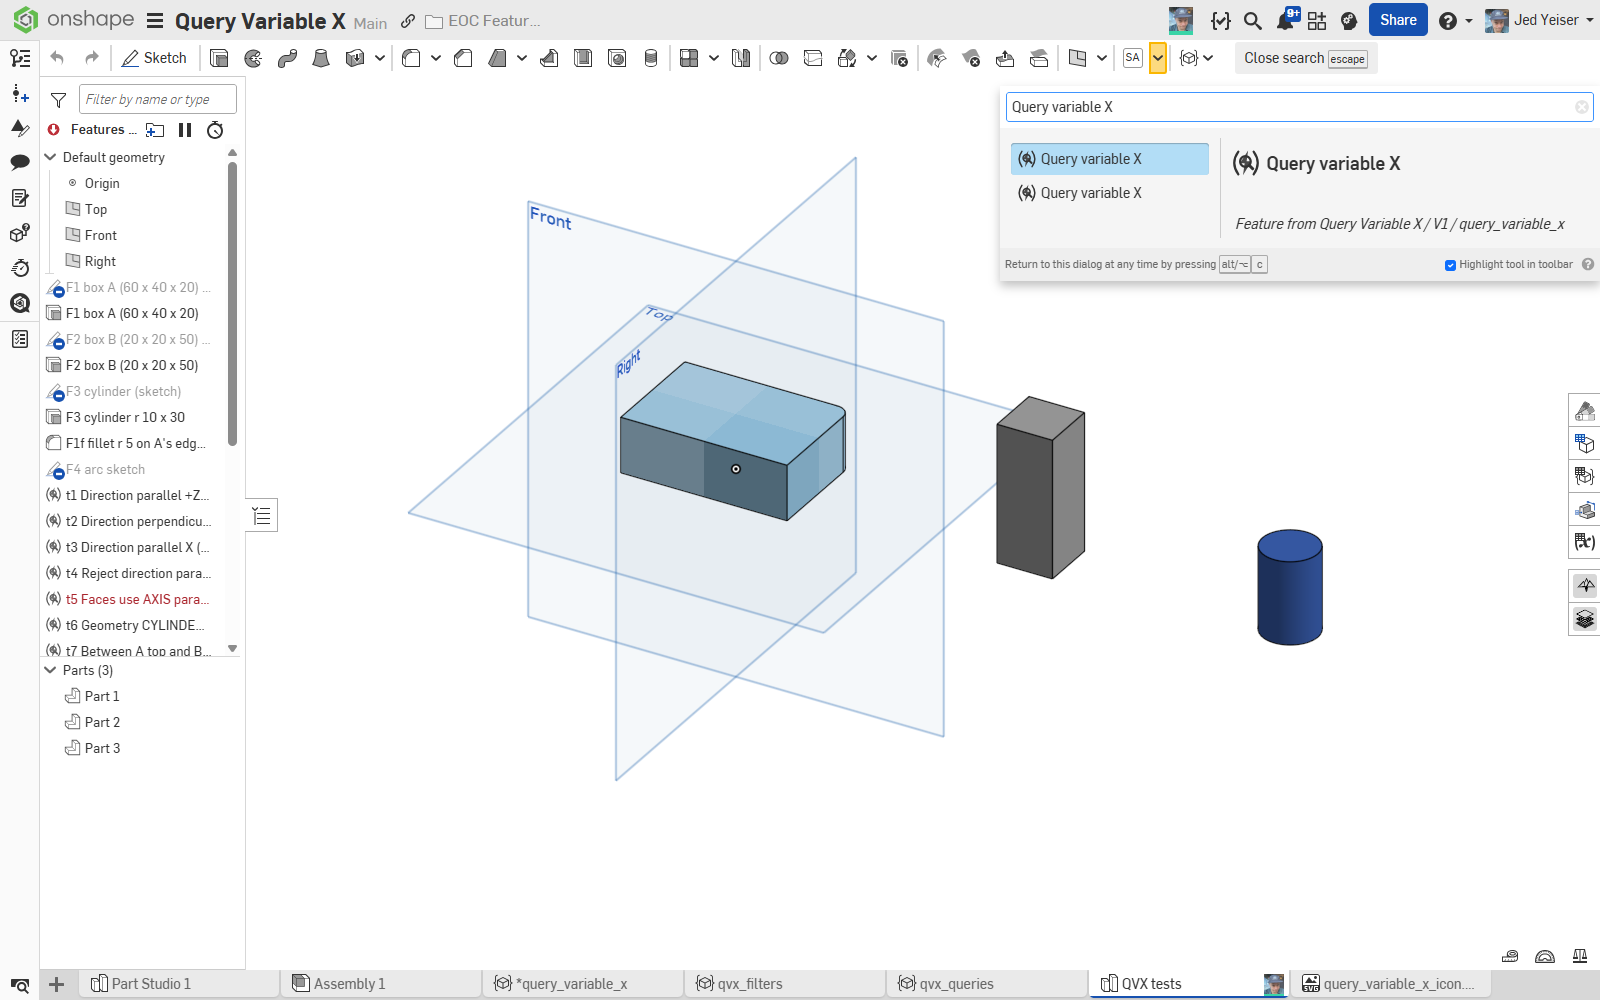 onshape
Query Variable X Main
EOC Featur...
9+
Share
Jed Yeiser
Sketch
SA
Close search escape
Filter by name or type
Features ...
Default geometry
Origin
Top
Front
Right
F1 box A (60 x 40 x 20) ...
F1 box A (60 x 40 x 20)
F2 box B (20 x 20 x 50) ...
F2 box B (20 x 20 x 50)
F3 cylinder (sketch)
F3 cylinder r 10 x 30
F1f fillet r 5 on A's edg...
F4 arc sketch
t1 Direction parallel +Z...
t2 Direction perpendicu...
t3 Direction parallel X (...
t4 Reject direction para...
t5 Faces use AXIS para...
t6 Geometry CYLINDE...
t7 Between A top and B...
Parts (3)
Part 1
Part 2
Part 3
Front
Top
Right
Query variable X
Query variable X
Query variable X
Query variable X
Feature from Query Variable X / V1 / query_variable_x
Return to this dialog at any time by pressing alt/⌥ c
Highlight tool in toolbar
Part Studio 1
Assembly 1
*query_variable_x
qvx_filters
qvx_queries
QVX tests
SVG
query_variable_x_icon....